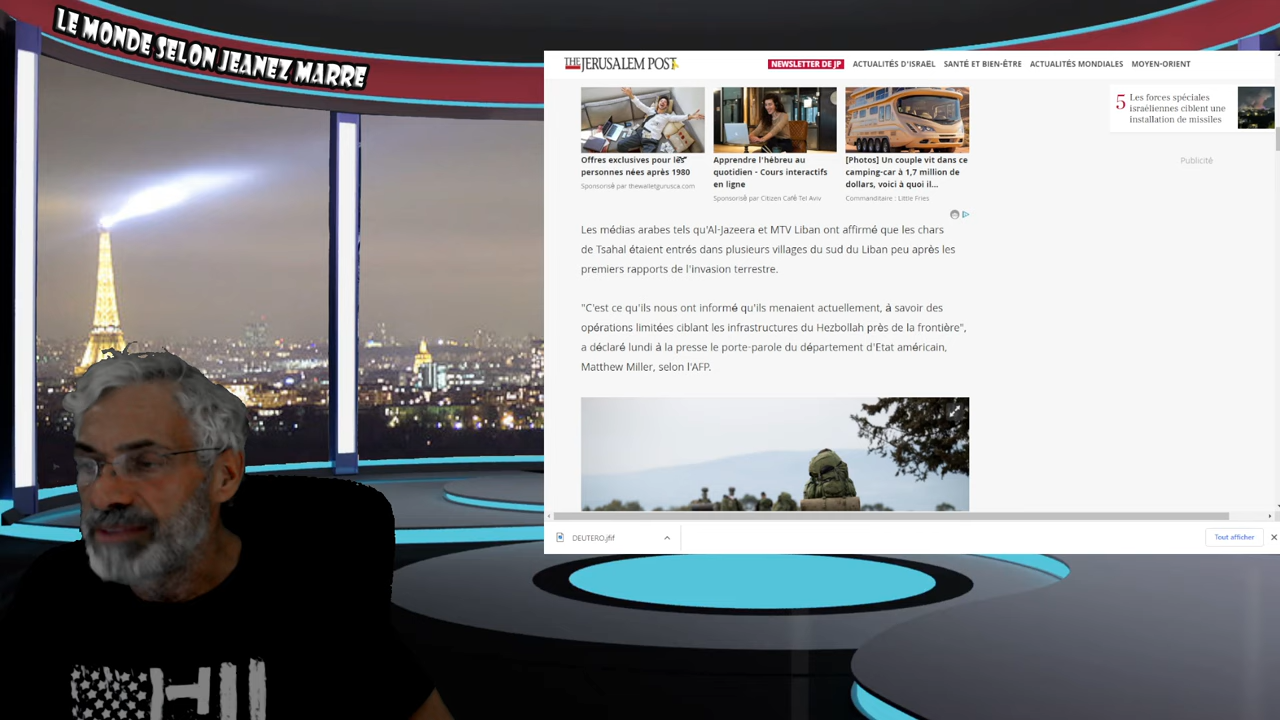 LE MONDE SELON JEANEZ MARRE
THE JERUSALEM POST
NEWSLETTER DE JP ACTUALITÉS D'ISRAËL SANTÉ ET BIEN-ÊTRE ACTUALITÉS MONDIALES MOYEN-ORIENT
Offres exclusives pour les
personnes nées après 1980
Sponsorisé par thewalletgurusca.com
Apprendre l'hébreu au
quotidien - Cours interactifs
en ligne
Sponsorisé par Citizen Café Tel Aviv
[Photos] Un couple vit dans ce
camping-car à 1,7 million de
dollars, voici à quoi il...
Commanditaire : Little Fries
5 Les forces spéciales
israéliennes ciblent une
installation de missiles
Publicité
Les médias arabes tels qu'Al-Jazeera et MTV Liban ont affirmé que les chars
de Tsahal étaient entrés dans plusieurs villages du sud du Liban peu après les
premiers rapports de l'invasion terrestre.
"C'est ce qu'ils nous ont informé qu'ils menaient actuellement, à savoir des
opérations limitées ciblant les infrastructures du Hezbollah près de la frontière",
a déclaré lundi à la presse le porte-parole du département d'Etat américain,
Matthew Miller, selon l'AFP.
DEUTERO.jfif
Tout afficher